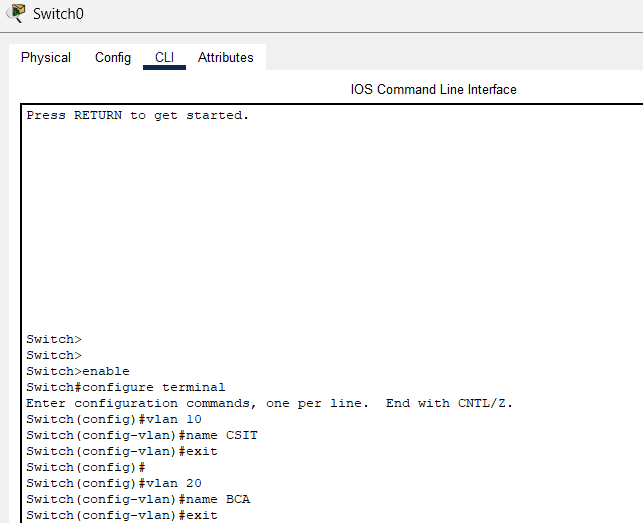 Switch0
Physical Config CLI Attributes
IOS Command Line Interface
Press RETURN to get started.
Switch>
Switch>
Switch>enable
Switch#configure terminal
Enter configuration commands, one per line.  End with CNTL/Z.
Switch(config)#vlan 10
Switch(config-vlan)#name CSIT
Switch(config-vlan)#exit
Switch(config)#
Switch(config)#vlan 20
Switch(config-vlan)#name BCA
Switch(config-vlan)#exit